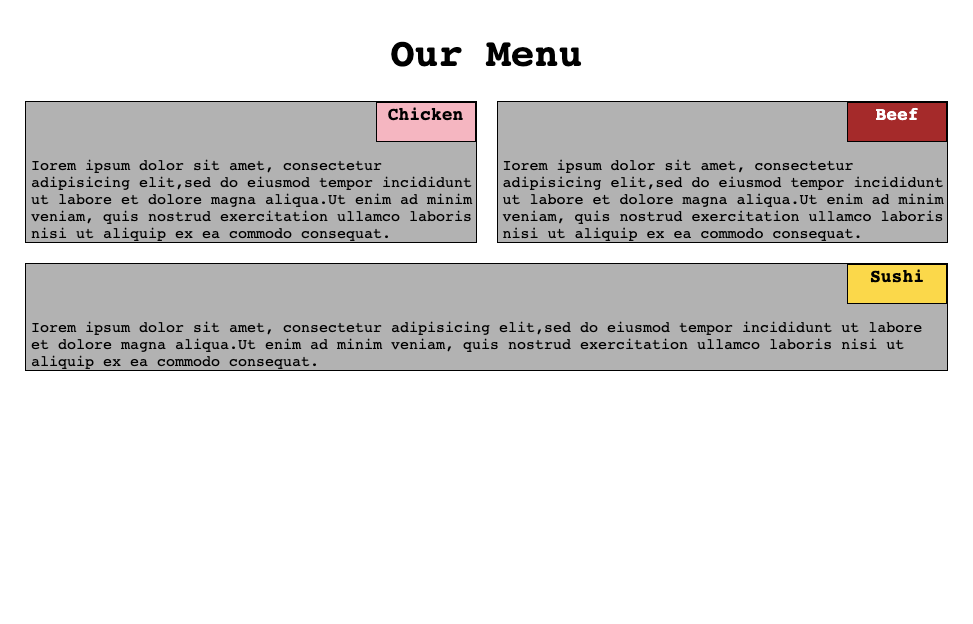 Our Menu
Chicken
Iorem ipsum dolor sit amet, consectetur
adipisicing elit,sed do eiusmod tempor incididunt
ut labore et dolore magna aliqua.Ut enim ad minim
veniam, quis nostrud exercitation ullamco laboris
nisi ut aliquip ex ea commodo consequat.
Beef
Iorem ipsum dolor sit amet, consectetur
adipisicing elit,sed do eiusmod tempor incididunt
ut labore et dolore magna aliqua.Ut enim ad minim
veniam, quis nostrud exercitation ullamco laboris
nisi ut aliquip ex ea commodo consequat.
Sushi
Iorem ipsum dolor sit amet, consectetur adipisicing elit,sed do eiusmod tempor incididunt ut labore
et dolore magna aliqua.Ut enim ad minim veniam, quis nostrud exercitation ullamco laboris nisi ut
aliquip ex ea commodo consequat.